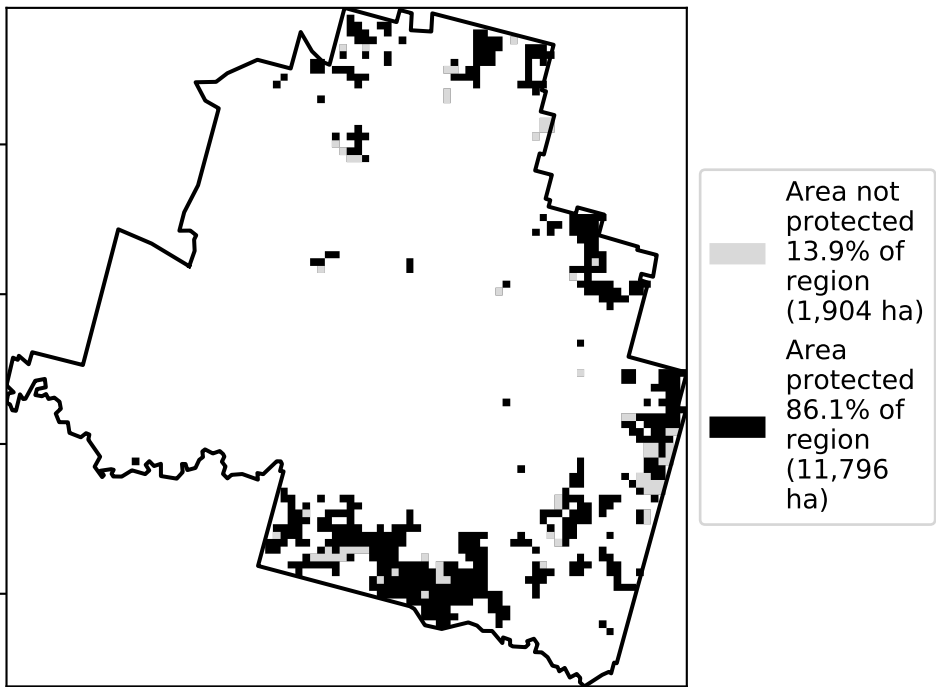 Area not
protected
13.9% of
region
(1,904 ha)
Area
protected
86.1% of
region
(11,796
ha)